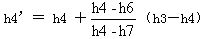 h4’ = h4 + (h4 - h6)/(h4 - h7) (h3−h4)